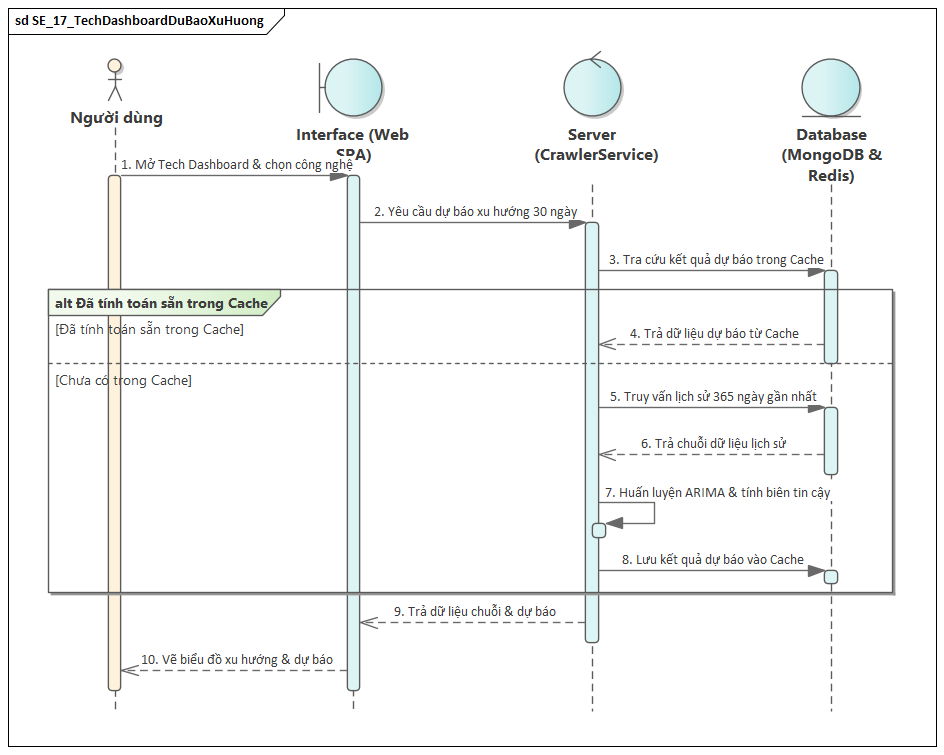 sd SE_17_TechDashboardDuBaoXuHuong
Người dùng
Interface (Web
SPA)
Server
(CrawlerService)
Database
(MongoDB &
Redis)
1. Mở Tech Dashboard & chọn công nghệ
2. Yêu cầu dự báo xu hướng 30 ngày
3. Tra cứu kết quả dự báo trong Cache
alt Đã tính toán sẵn trong Cache
[Đã tính toán sẵn trong Cache]
4. Trả dữ liệu dự báo từ Cache
[Chưa có trong Cache]
5. Truy vấn lịch sử 365 ngày gần nhất
6. Trả chuỗi dữ liệu lịch sử
7. Huấn luyện ARIMA & tính biên tin cậy
8. Lưu kết quả dự báo vào Cache
9. Trả dữ liệu chuỗi & dự báo
10. Vẽ biểu đồ xu hướng & dự báo